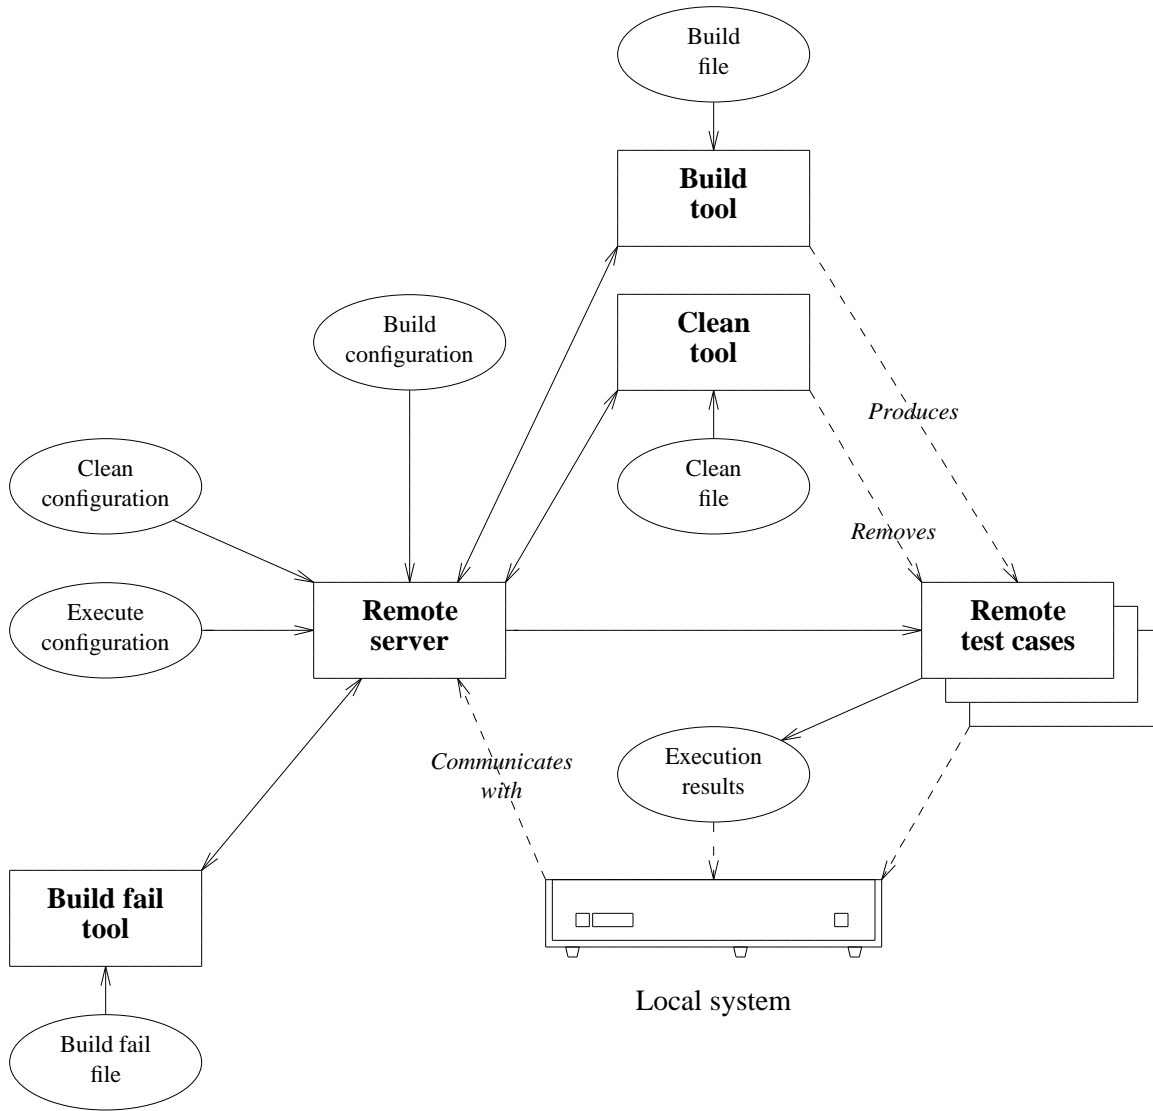 Build
file
Build
tool
Build
configuration
Clean
tool
Produces
Clean
configuration
Clean
file
Removes
Execute
configuration
Remote
server
Remote
test cases
Communicates
with
Execution
results
Build fail
tool
Local system
Build fail
file